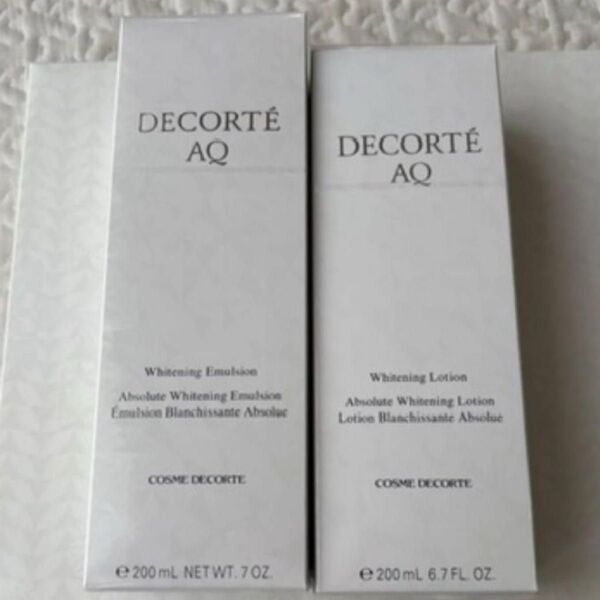 DECORTÉ
AQ
Whitening Emulsion
Absolute Whitening Emulsion
Émulsion Blanchissante Absolue
COSME DECORTE
℮ 200 mL NET WT. 7 OZ.
DECORTÉ
AQ
Whitening Lotion
Absolute Whitening Lotion
Lotion Blanchissante Absolue
COSME DECORTE
℮ 200 mL 6.7 FL. OZ.